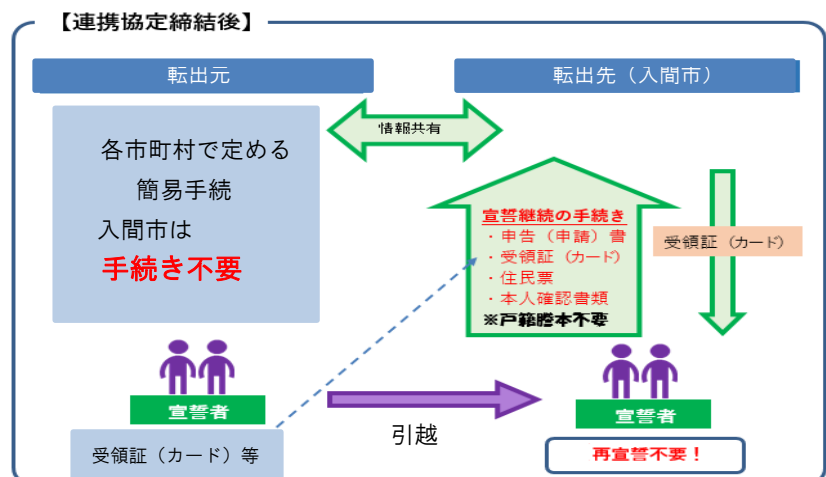 【連携協定締結後】
転出元
転出先（入間市）
各市町村で定める
簡易手続
入間市は
手続き不要
情報共有
宣誓継続の手続き
・申告（申請）書
・受領証（カード）
・住民票
・本人確認書類
※戸籍謄本不要
受領証（カード）
宣誓者
受領証（カード）等
引越
宣誓者
再宣誓不要！